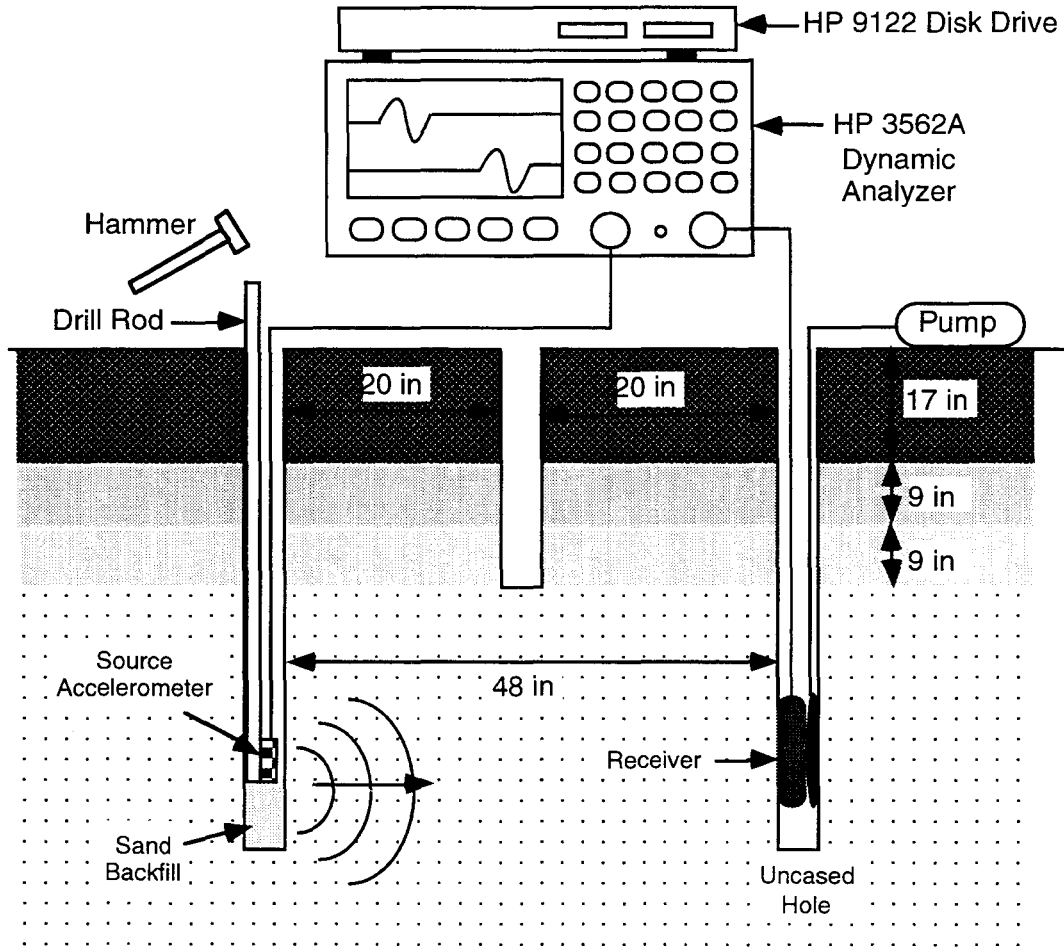 HP 9122 Disk Drive
HP 3562A
Dynamic
Analyzer
Hammer
Drill Rod
Pump
20 in
20 in
17 in
9 in
9 in
Source
Accelerometer
48 in
Receiver
Sand
Backfill
Uncased
Hole